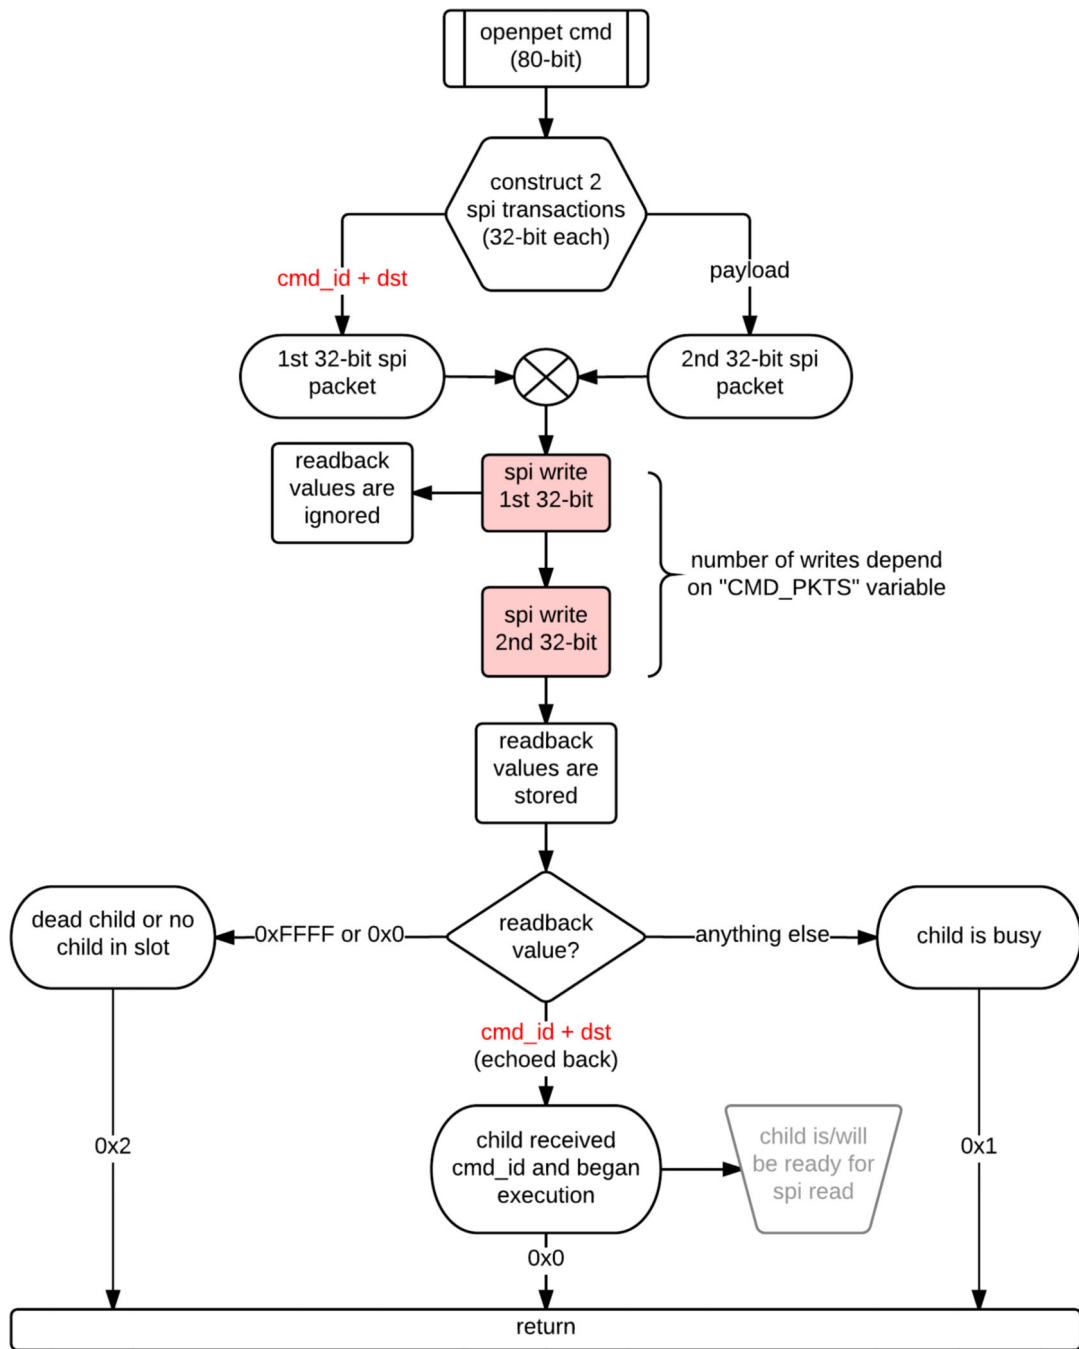 openpet cmd
(80-bit)
construct 2
spi transactions
(32-bit each)
cmd_id + dst
payload
1st 32-bit spi
packet
2nd 32-bit spi
packet
readback
values are
ignored
spi write
1st 32-bit
number of writes depend
on "CMD_PKTS" variable
spi write
2nd 32-bit
readback
values are
stored
dead child or no
child in slot
0xFFFF or 0x0
readback
value?
anything else
child is busy
cmd_id + dst
(echoed back)
0x2
child received
cmd_id and began
execution
child is/will
be ready for
spi read
0x1
0x0
return